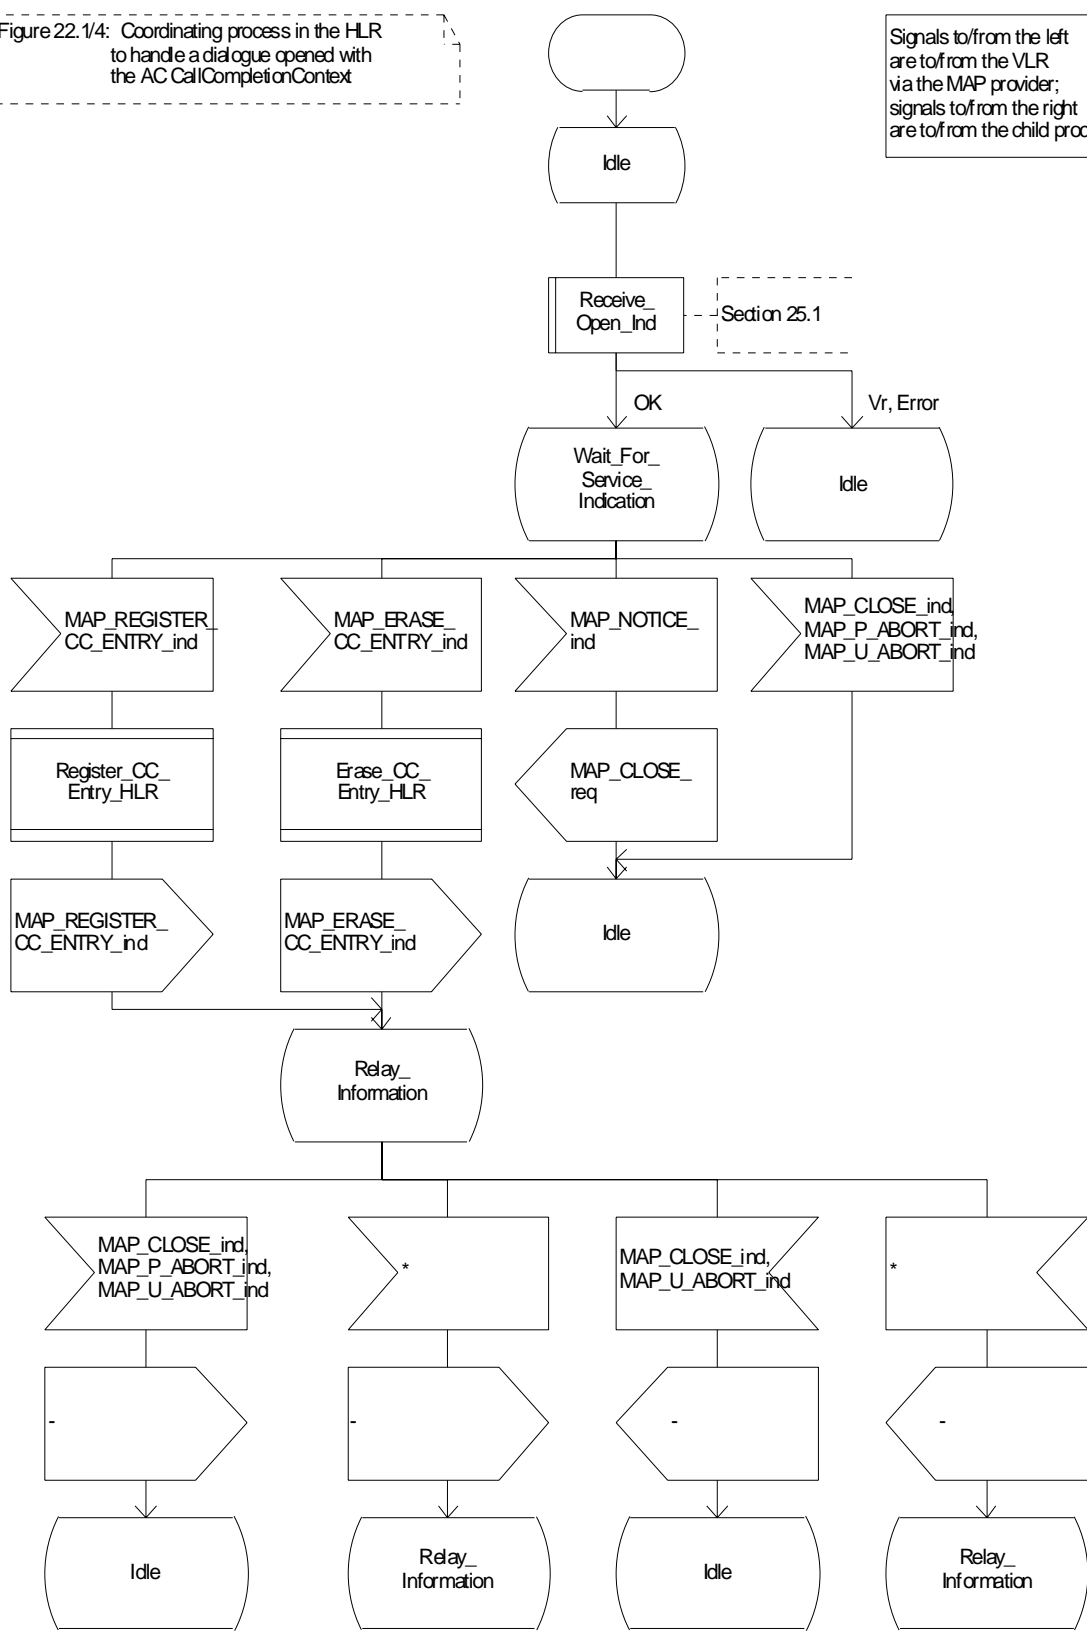 Figure 22.1/4: Coordinating process in the HLR
to handle a dialogue opened with
the AC CallCompletionContext
Signals to/from the left
are to/from the VLR
via the MAP provider;
signals to/from the right
are to/from the child
Idle
Receive_
Open_Ind
Section 25.1
OK
Vr, Error
Wait_For_
Service_
Indication
Idle
MAP_REGISTER_
CC_ENTRY_ind
MAP_ERASE_
CC_ENTRY_ind
MAP_NOTICE_
ind
MAP_CLOSE_ind,
MAP_P_ABORT_ind,
MAP_U_ABORT_ind
Register_CC_
Entry_HLR
Erase_CC_
Entry_HLR
MAP_CLOSE_
req
MAP_REGISTER_
CC_ENTRY_ind
MAP_ERASE_
CC_ENTRY_ind
Idle
Relay_
Information
MAP_CLOSE_ind,
MAP_P_ABORT_ind,
MAP_U_ABORT_ind
*
MAP_CLOSE_ind,
MAP_U_ABORT_ind
*
-
-
-
-
Idle
Relay_
Information
Idle
Relay_
Information